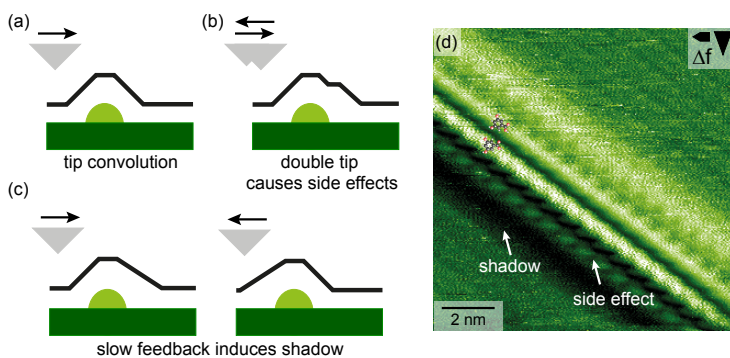 (a)
tip convolution
(b)
double tip
causes side effects
(c)
slow feedback induces shadow
(d)
Δf
shadow
side effect
2 nm